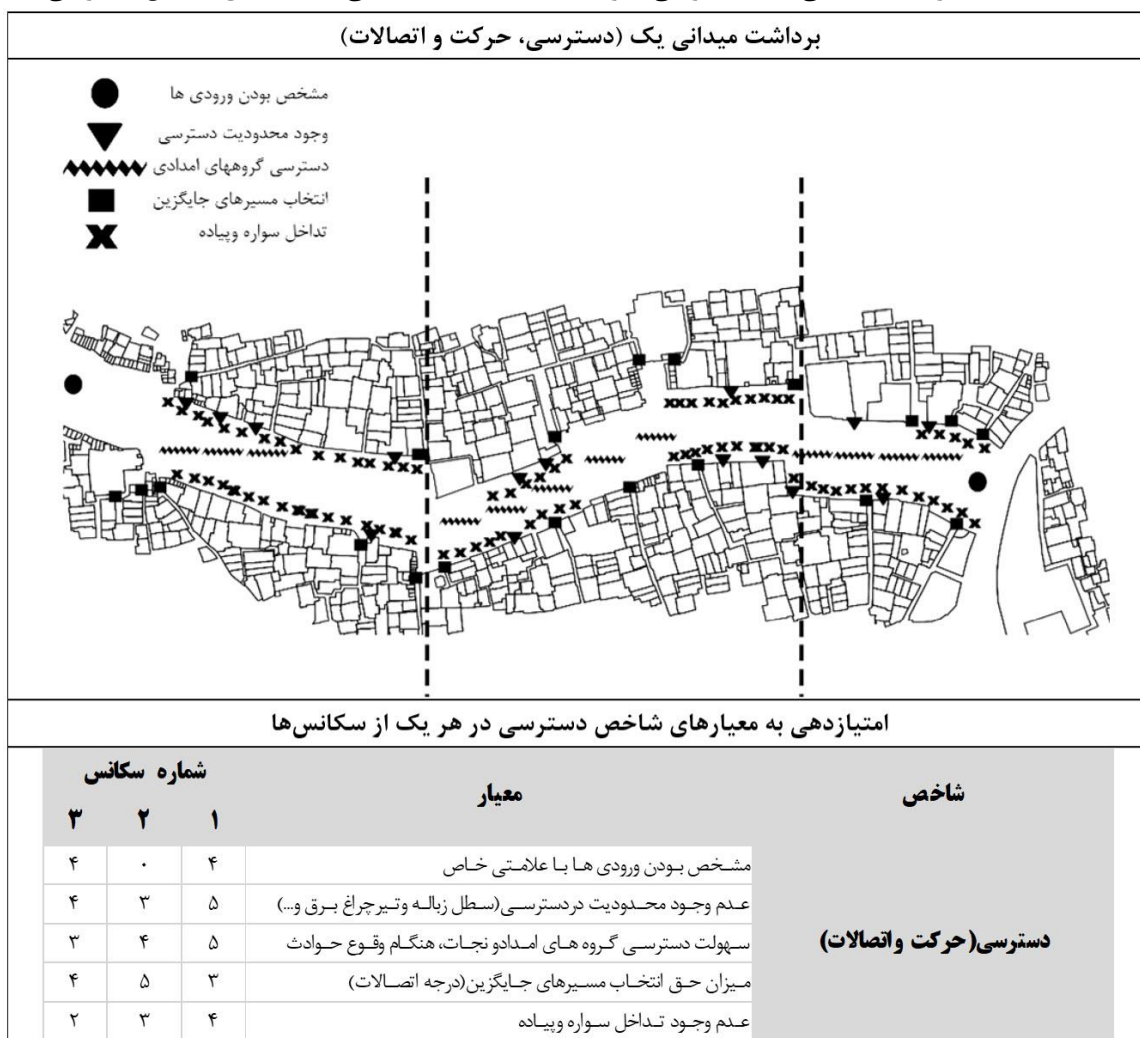 برداشت میدانی یک (دسترسی، حرکت و اتصالات)
مشخص بودن ورودی ها
وجود محدودیت دسترسی
دسترسی گروههای امدادی
انتخاب مسیرهای جایگزین
تداخل سواره وپیاده
امتیازدهی به معیارهای شاخص دسترسی در هر یک از سکانس‌ها
شاخص معیار شماره سکانس
۱ ۲ ۳
دسترسی(حرکت واتصالات)
مشخص بودن ورودی ها با علامتی خاص ۴ ۰ ۴
عدم وجود محدودیت دردسترسی(سطل زباله وتیرچراغ برق و...) ۵ ۳ ۴
سهولت دسترسی گروه های امدادو نجات، هنگام وقوع حوادث ۵ ۴ ۳
میزان حق انتخاب مسیرهای جایگزین(درجه اتصالات) ۳ ۵ ۴
عدم وجود تداخل سواره وپیاده ۴ ۳ ۲